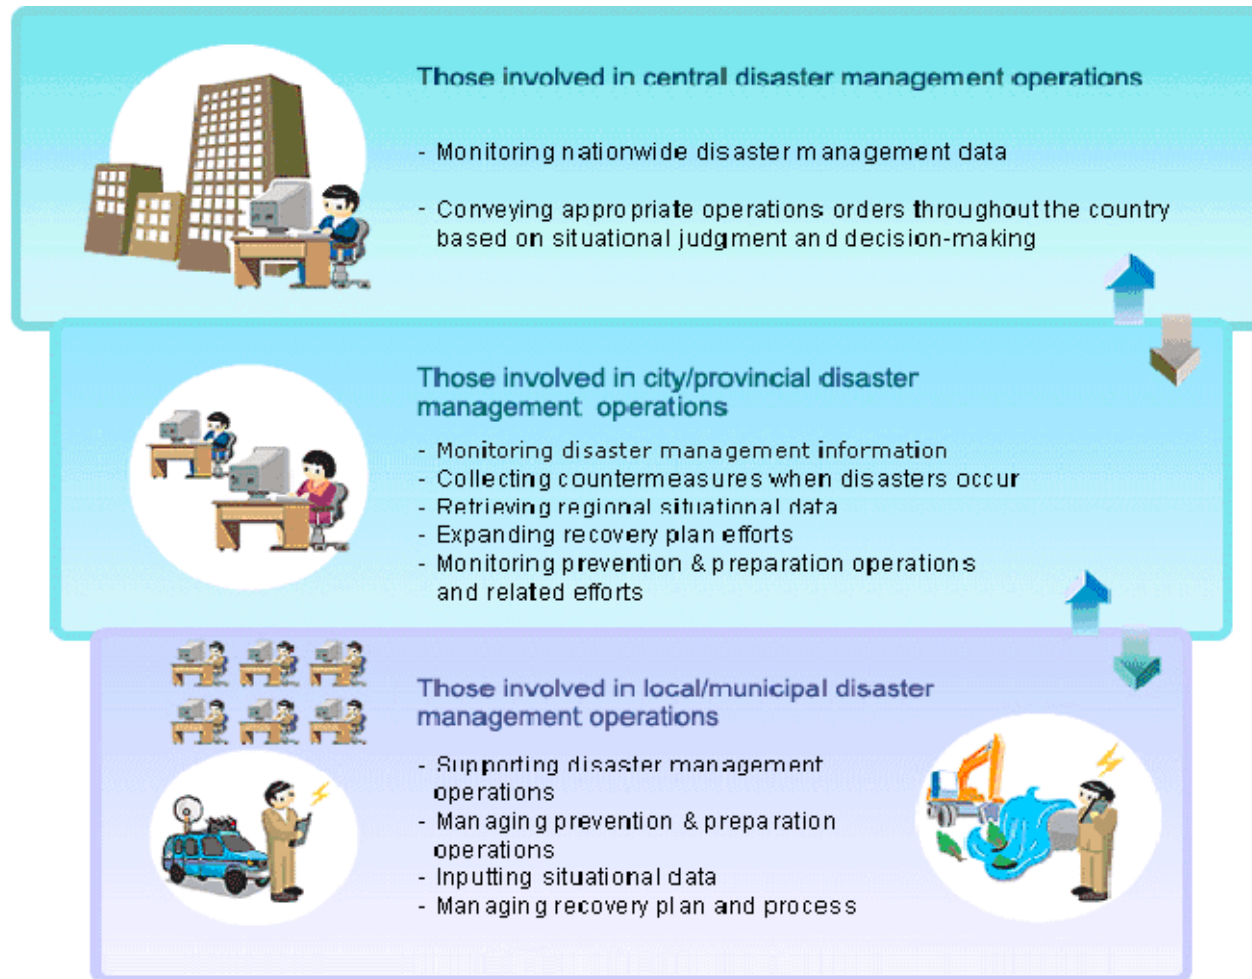 Those involved in central disaster management operations
- Monitoring nationwide disaster management data
- Conveying appropriate operations orders throughout the country
based on situational judgment and decision-making
Those involved in city/provincial disaster
management operations
- Monitoring disaster management information
- Collecting countermeasures when disasters occur
- Retrieving regional situational data
- Expanding recovery plan efforts
- Monitoring prevention & preparation operations
and related efforts
Those involved in local/municipal disaster
management operations
- Supporting disaster management
operations
- Managing prevention & preparation
operations
- Inputting situational data
- Managing recovery plan and process